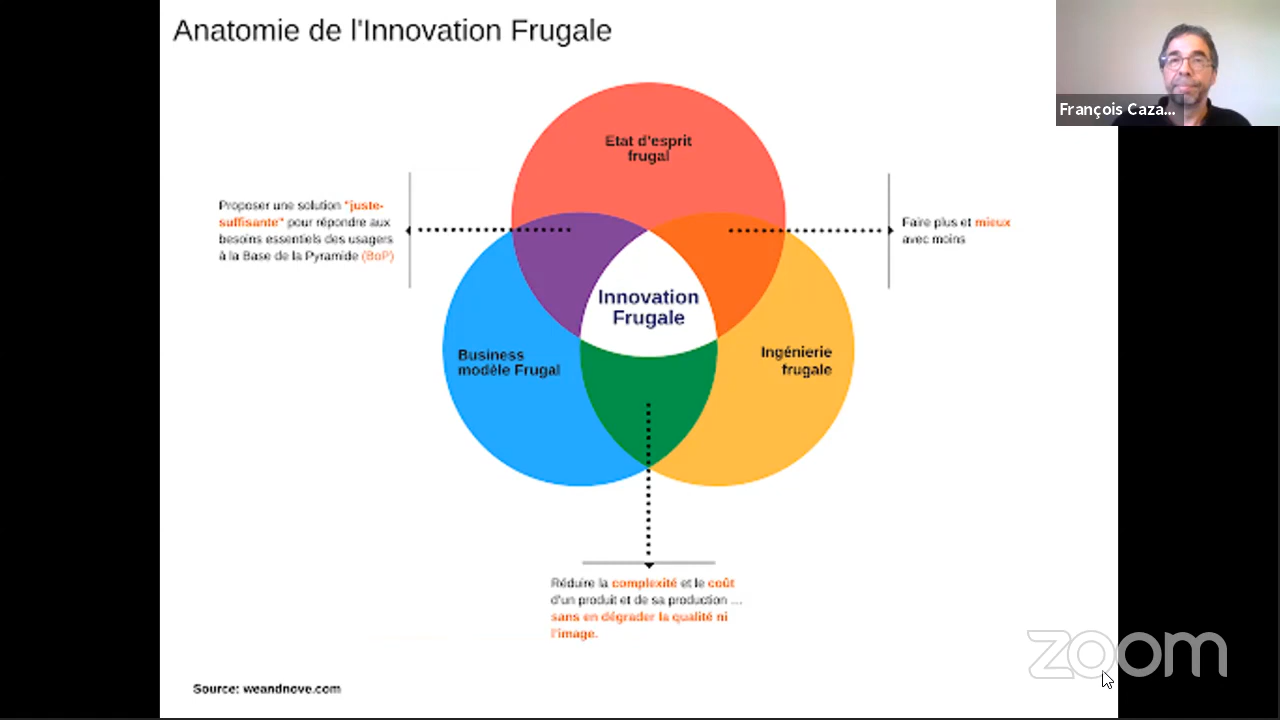 Anatomie de l'Innovation Frugale
François Caza...
Etat d'esprit
frugal
Proposer une solution "juste-
suffisante" pour répondre aux
besoins essentiels des usagers
à la Base de la Pyramide (BoP)
Faire plus et mieux
avec moins
Innovation
Frugale
Business
modèle Frugal
Ingénierie
frugale
Réduire la complexité et le coût
d'un produit et de sa production ...
sans en dégrader la qualité ni
l'image.
zoom
Source: weandnove.com